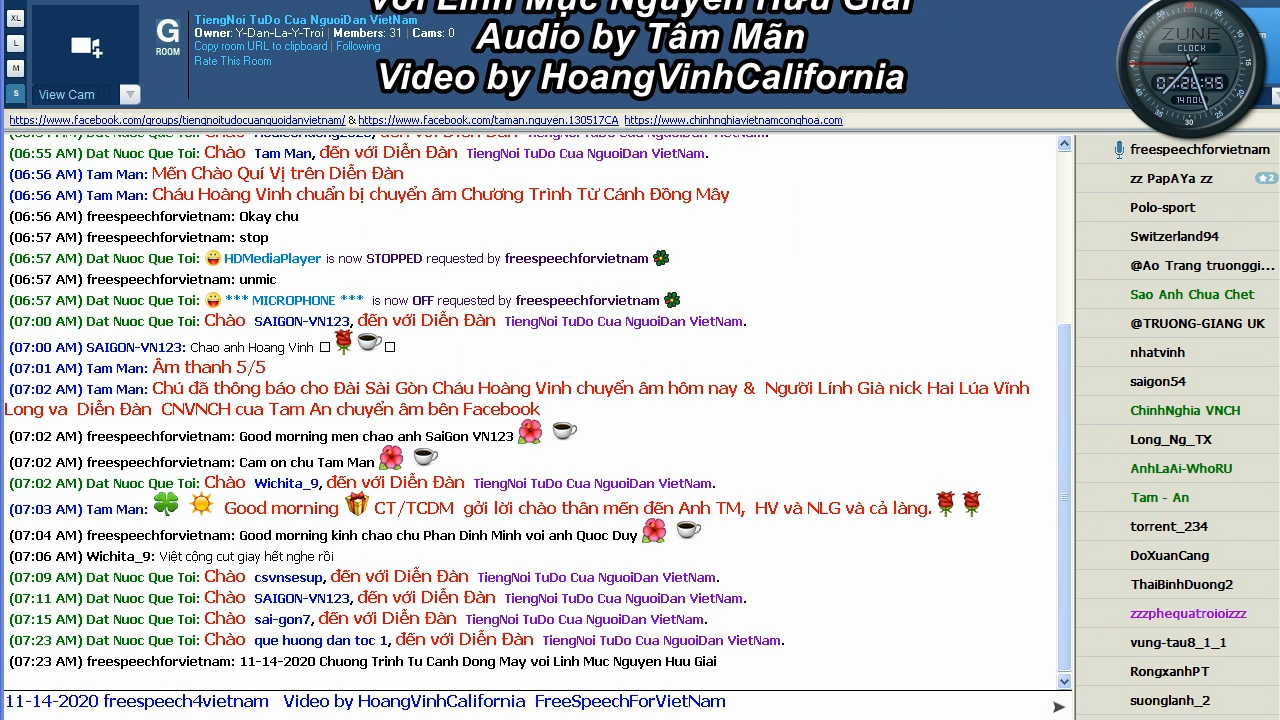 với Linh Mục Nguyễn Hữu Giải
Audio by Tâm Mãn
Video by HoangVinhCalifornia
XL
L
M
S
View Cam
G
ROOM
TiengNoi TuDo Cua NguoiDan VietNam
Owner: Y-Dan-La-Y-Troi | Members: 31 | Cams: 0
Copy room URL to clipboard | Following
Rate This Room
ZUNE
CLOCK
14 NOV
https://www.facebook.com/groups/tiengnoitudocuanguoidanvietnam/ & https://www.facebook.com/taman.nguyen.130517CA https://www.chinhnghiavietnamconghoa.com
(06:55 AM) Dat Nuoc Que Toi: Chào Tam Man, đến với Diễn Đàn TiengNoi TuDo Cua NguoiDan VietNam.
(06:56 AM) Tam Man: Mến Chào Quí Vị trên Diễn Đàn
(06:56 AM) Tam Man: Cháu Hoàng Vinh chuẩn bị chuyển âm Chương Trình Từ Cánh Đồng Mây
(06:56 AM) freespeechforvietnam: Okay chu
(06:57 AM) freespeechforvietnam: stop
(06:57 AM) Dat Nuoc Que Toi: HDMediaPlayer is now STOPPED requested by freespeechforvietnam
(06:57 AM) freespeechforvietnam: unmic
(06:57 AM) Dat Nuoc Que Toi: *** MICROPHONE *** is now OFF requested by freespeechforvietnam
(07:00 AM) Dat Nuoc Que Toi: Chào SAIGON-VN123, đến với Diễn Đàn TiengNoi TuDo Cua NguoiDan VietNam.
(07:00 AM) SAIGON-VN123: Chao anh Hoang Vinh
(07:01 AM) Tam Man: Âm thanh 5/5
(07:02 AM) Tam Man: Chú đã thông báo cho Đài Sài Gòn Cháu Hoàng Vinh chuyển âm hôm nay & Người Lính Già nick Hai Lúa Vĩnh
Long va Diễn Đàn CNVNCH cua Tam An chuyển âm bên Facebook
(07:02 AM) freespeechforvietnam: Good morning men chao anh SaiGon VN123
(07:02 AM) freespeechforvietnam: Cam on chu Tam Man
(07:02 AM) Dat Nuoc Que Toi: Chào Wichita_9, đến với Diễn Đàn TiengNoi TuDo Cua NguoiDan VietNam.
(07:03 AM) Tam Man: Good morning CT/TCDM gởi lời chào thân mến đến Anh TM, HV và NLG và cả làng.
(07:04 AM) freespeechforvietnam: Good morning kinh chao chu Phan Dinh Minh voi anh Quoc Duy
(07:06 AM) Wichita_9: Việt cộng cut giay hết nghe rồi
(07:09 AM) Dat Nuoc Que Toi: Chào csvnsesup, đến với Diễn Đàn TiengNoi TuDo Cua NguoiDan VietNam.
(07:11 AM) Dat Nuoc Que Toi: Chào SAIGON-VN123, đến với Diễn Đàn TiengNoi TuDo Cua NguoiDan VietNam.
(07:15 AM) Dat Nuoc Que Toi: Chào sai-gon7, đến với Diễn Đàn TiengNoi TuDo Cua NguoiDan VietNam.
(07:23 AM) Dat Nuoc Que Toi: Chào que huong dan toc 1, đến với Diễn Đàn TiengNoi TuDo Cua NguoiDan VietNam.
(07:23 AM) freespeechforvietnam: 11-14-2020 Chuong Trinh Tu Canh Dong May voi Linh Muc Nguyen Huu Giai
11-14-2020 freespeech4vietnam Video by HoangVinhCalifornia FreeSpeechForVietNam
freespeechforvietnam
zz PapAYa zz
2
Polo-sport
Switzerland94
@Ao Trang truonggi...
Sao Anh Chua Chet
@TRUONG-GIANG UK
nhatvinh
saigon54
ChinhNghia VNCH
Long_Ng_TX
AnhLaAi-WhoRU
Tam - An
torrent_234
DoXuanCang
ThaiBinhDuong2
zzzphequatroioizzz
vung-tau8_1_1
RongxanhPT
suonglanh_2